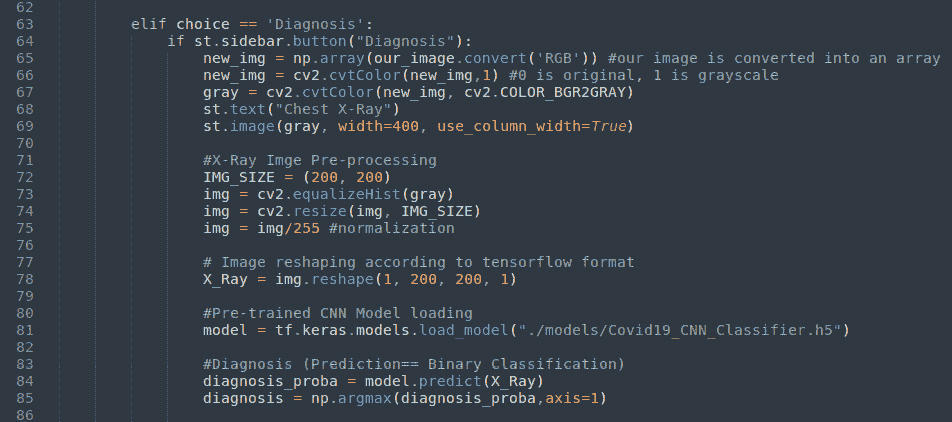 62
63 elif choice == 'Diagnosis':
64 if st.sidebar.button("Diagnosis"):
65 new_img = np.array(our_image.convert('RGB')) #our image is converted into an array
66 new_img = cv2.cvtColor(new_img,1) #0 is original, 1 is grayscale
67 gray = cv2.cvtColor(new_img, cv2.COLOR_BGR2GRAY)
68 st.text("Chest X-Ray")
69 st.image(gray, width=400, use_column_width=True)
70
71 #X-Ray Imge Pre-processing
72 IMG_SIZE = (200, 200)
73 img = cv2.equalizeHist(gray)
74 img = cv2.resize(img, IMG_SIZE)
75 img = img/255 #normalization
76
77 # Image reshaping according to tensorflow format
78 X_Ray = img.reshape(1, 200, 200, 1)
79
80 #Pre-trained CNN Model loading
81 model = tf.keras.models.load_model("./models/Covid19_CNN_Classifier.h5")
82
83 #Diagnosis (Prediction== Binary Classification)
84 diagnosis_proba = model.predict(X_Ray)
85 diagnosis = np.argmax(diagnosis_proba,axis=1)
86